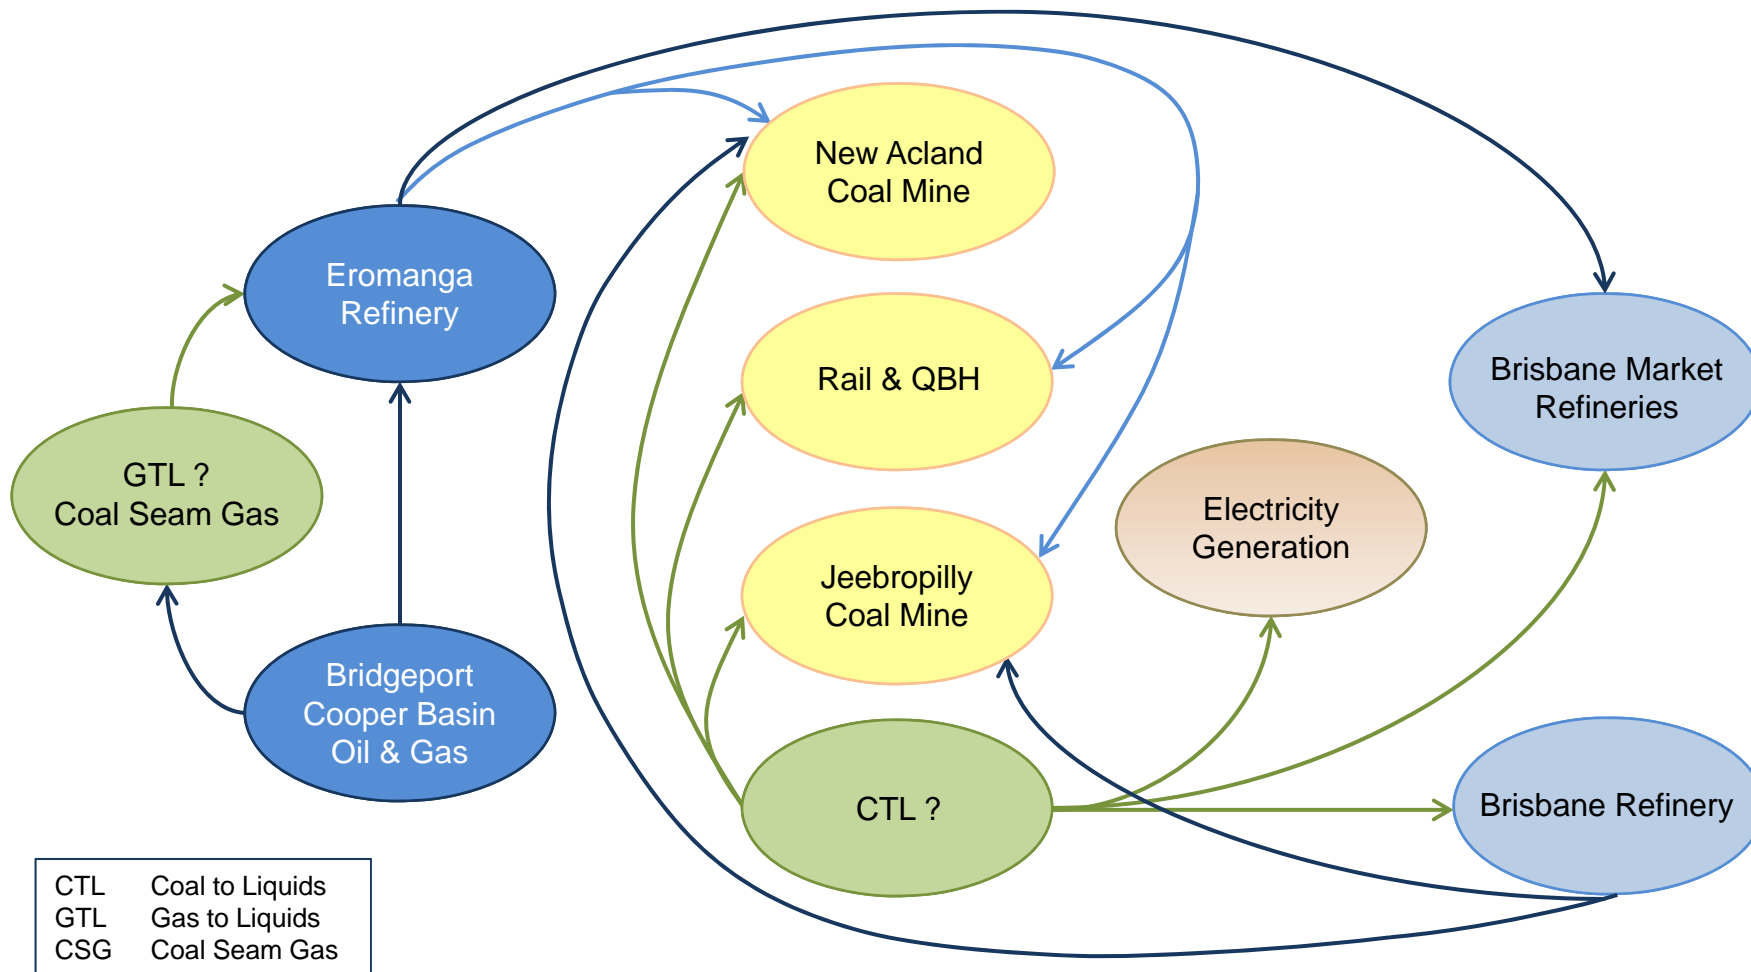 New Acland
Coal Mine
Eromanga
Refinery
Rail & QBH
Brisbane Market
Refineries
GTL ?
Coal Seam Gas
Electricity
Generation
Jeebropilly
Coal Mine
Bridgeport
Cooper Basin
Oil & Gas
CTL ?
Brisbane Refinery
CTL Coal to Liquids
GTL Gas to Liquids
CSG Coal Seam Gas